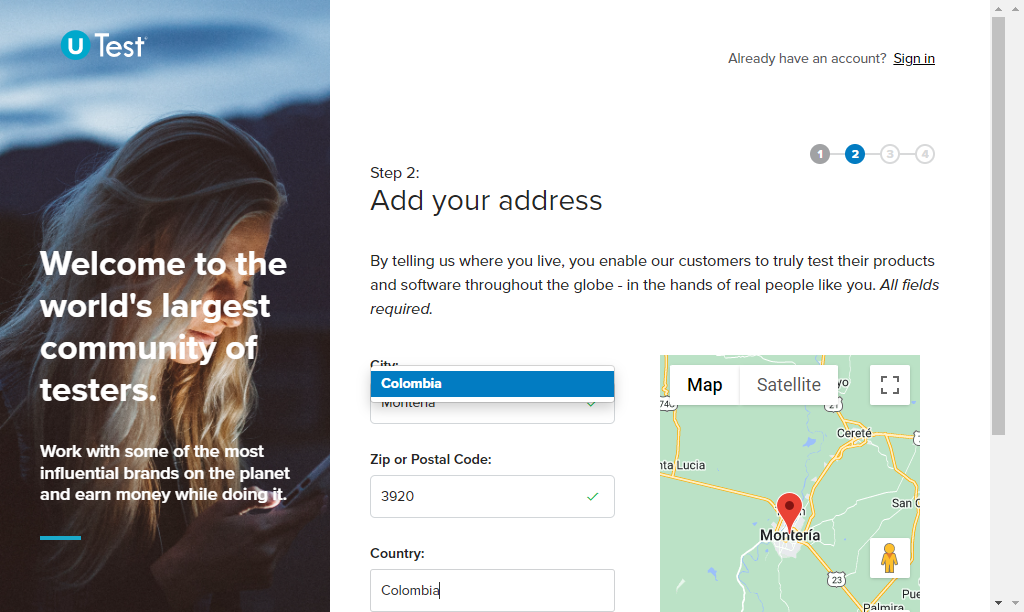 U Test
Already have an account? Sign in
1 2 3 4
Step 2:
Add your address
Welcome to the
world's largest
community of
testers.
Work with some of the most
influential brands on the planet
and earn money while doing it.
By telling us where you live, you enable our customers to truly test their products
and software throughout the globe - in the hands of real people like you. All fields
required.
City:
Colombia
Montería
Zip or Postal Code:
3920
Country:
Colombia
Map Satellite
21
Cereté
nta Lucia
San C
Montería
23
Pue
Palmira